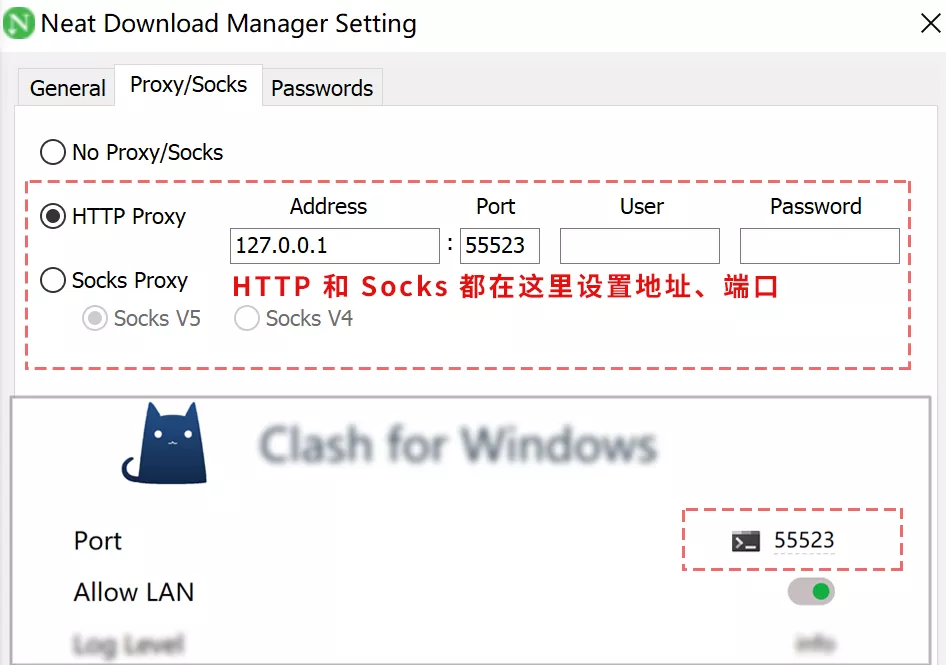 Neat Download Manager Setting
General Proxy/Socks Passwords
No Proxy/Socks
Address Port User Password
HTTP Proxy 127.0.0.1 : 55523
Socks Proxy
HTTP 和 Socks 都在这里设置地址、端口
Socks V5 Socks V4
Clash for Windows
Port 55523
Allow LAN
Log Level info